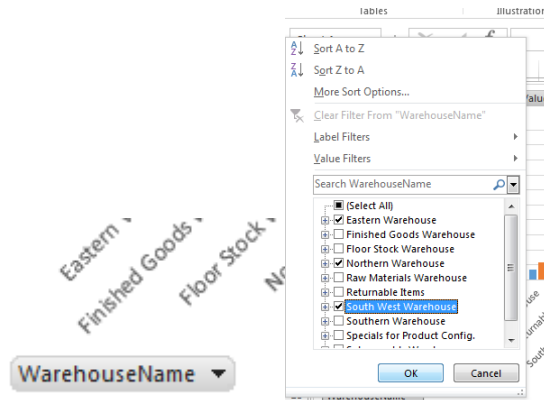 Tables
Illustration
Sort A to Z
Sort Z to A
More Sort Options...
Clear Filter From "WarehouseName"
Label Filters
Value Filters
Search WarehouseName
(Select All)
Eastern Warehouse
Finished Goods Warehouse
Floor Stock Warehouse
Northern Warehouse
Raw Materials Warehouse
Returnable Items
South West Warehouse
Southern Warehouse
Specials for Product Config.
OK
Cancel
Eastern
Finished Goods
Floor Stock
WarehouseName